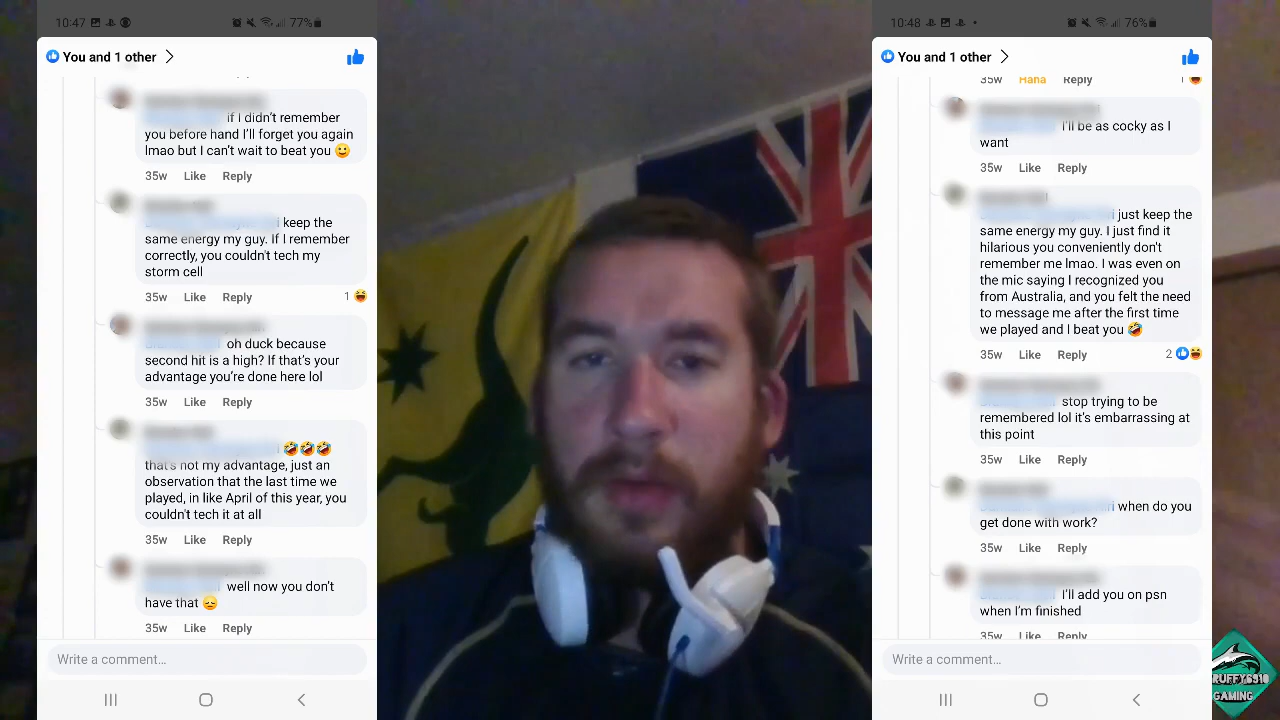 10:47
77%
You and 1 other
if I didn't remember
you before hand I'll forget you again
lmao but I can't wait to beat you 🙂
35w Like Reply
keep the
same energy my guy. If I remember
correctly, you couldn't tech my
storm cell
35w Like Reply
1 😆
oh duck because
second hit is a high? If that's your
advantage you're done here lol
35w Like Reply
🤣🤣🤣
that's not my advantage, just an
observation that the last time we
played, in like April of this year, you
couldn't tech it at all
35w Like Reply
well now you don't
have that 😞
35w Like Reply
Write a comment...
10:48
76%
You and 1 other
35w Haha Reply
1
I'll be as cocky as I
want
35w Like Reply
just keep the
same energy my guy. I just find it
hilarious you conveniently don't
remember me lmao. I was even on
the mic saying I recognized you
from Australia, and you felt the need
to message me after the first time
we played and I beat you 🤣
35w Like Reply
2 👍😆
stop trying to be
remembered lol it's embarrassing at
this point
35w Like Reply
when do you
get done with work?
35w Like Reply
I'll add you on psn
when I'm finished
35w Like Reply
Write a comment...
GAMING